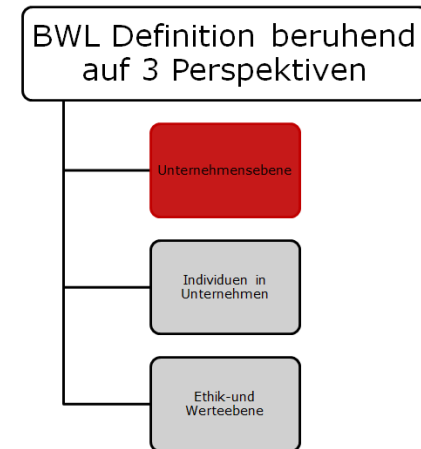 BWL Definition beruhend
auf 3 Perspektiven
Unternehmensebene
Individuen in
Unternehmen
Ethik-und
Werteebene